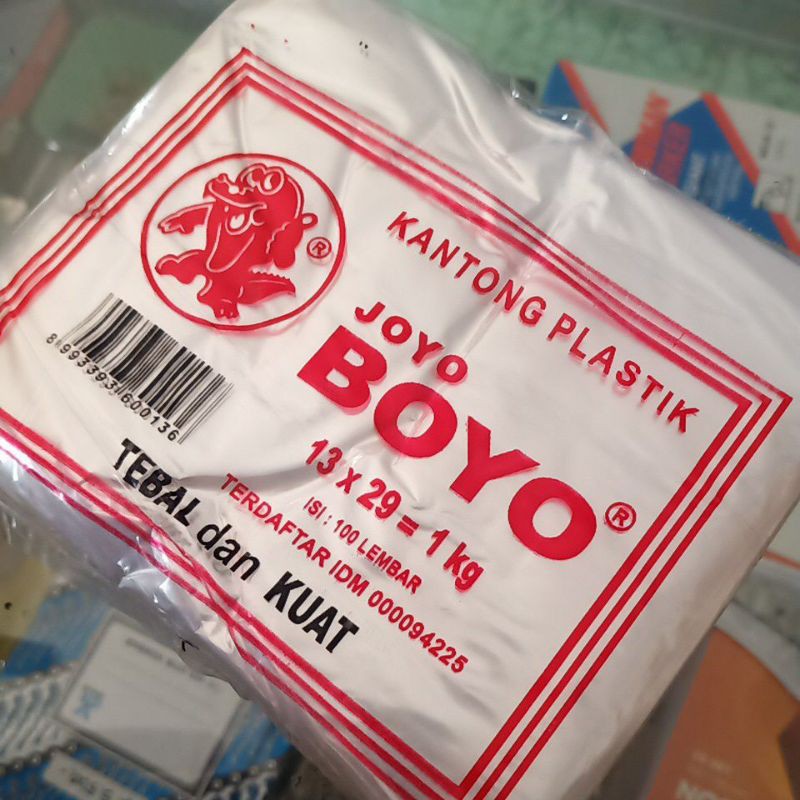 KANTONG PLASTIK
®
JOYO
BOYO®
13 x 29 = 1 kg
ISI : 100 LEMBAR
TERDAFTAR IDM 000094225
8993393600136
TEBAL dan KUAT